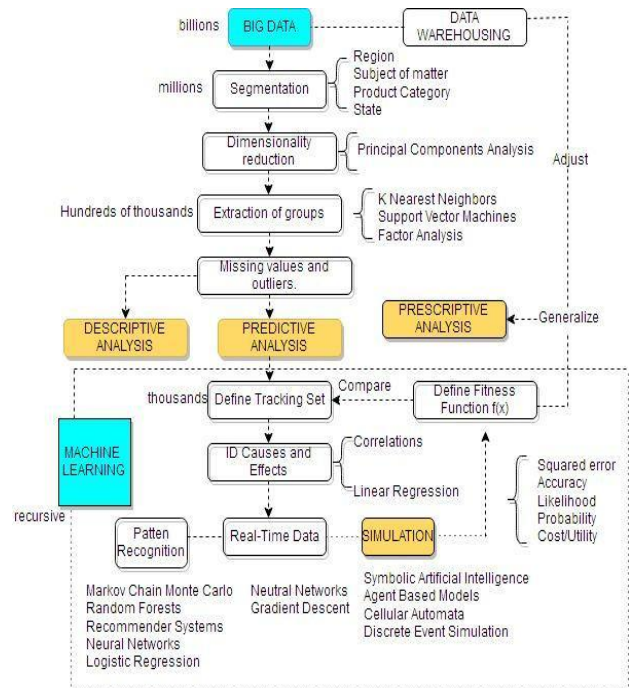 billions
BIG DATA
DATA
WAREHOUSING
millions
Segmentation
Region
Subject of matter
Product Category
State
Dimensionality
reduction
Principal Components Analysis
Adjust
Hundreds of thousands
Extraction of groups
K Nearest Neighbors
Support Vector Machines
Factor Analysis
Missing values and
outliers.
DESCRIPTIVE
ANALYSIS
PREDICTIVE
ANALYSIS
PRESCRIPTIVE
ANALYSIS
Generalize
thousands
Define Tracking Set
Compare
Define Fitness
Function f(x)
MACHINE
LEARNING
recursive
ID Causes and
Effects
Correlations
Linear Regression
Squared error
Accuracy
Likelihood
Probability
Cost/Utility
Patten
Recognition
Real-Time Data
SIMULATION
Markov Chain Monte Carlo
Random Forests
Recommender Systems
Neural Networks
Logistic Regression
Neutral Networks
Gradient Descent
Symbolic Artificial Intelligence
Agent Based Models
Cellular Automata
Discrete Event Simulation